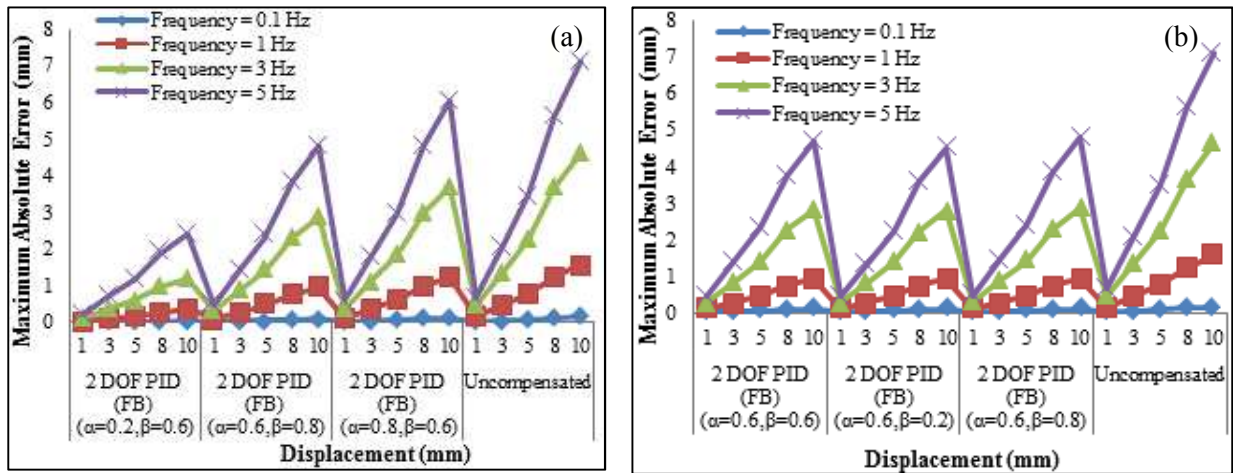 (a)
Frequency = 0.1 Hz
Frequency = 1 Hz
Frequency = 3 Hz
Frequency = 5 Hz
Maximum Absolute Error (mm)
8
7
6
5
4
3
2
1
0
1 3 5 8 10 1 3 5 8 10 1 3 5 8 10 1 3 5 8 10
2 DOF PID 2 DOF PID 2 DOF PID Uncompensated
(FB) (FB) (FB)
(α=0.2,β=0.6) (α=0.6,β=0.8) (α=0.8,β=0.6)
Displacement (mm)
(b)
Frequency = 0.1 Hz
Frequency = 1 Hz
Frequency = 3 Hz
Frequency = 5 Hz
Maximum Absolute Error (mm)
8
7
6
5
4
3
2
1
0
1 3 5 8 10 1 3 5 8 10 1 3 5 8 10 1 3 5 8 10
2 DOF PID 2 DOF PID 2 DOF PID Uncompensated
(FB) (FB) (FB)
(α=0.6,β=0.6) (α=0.6,β=0.2) (α=0.6,β=0.8)
Displacement (mm)